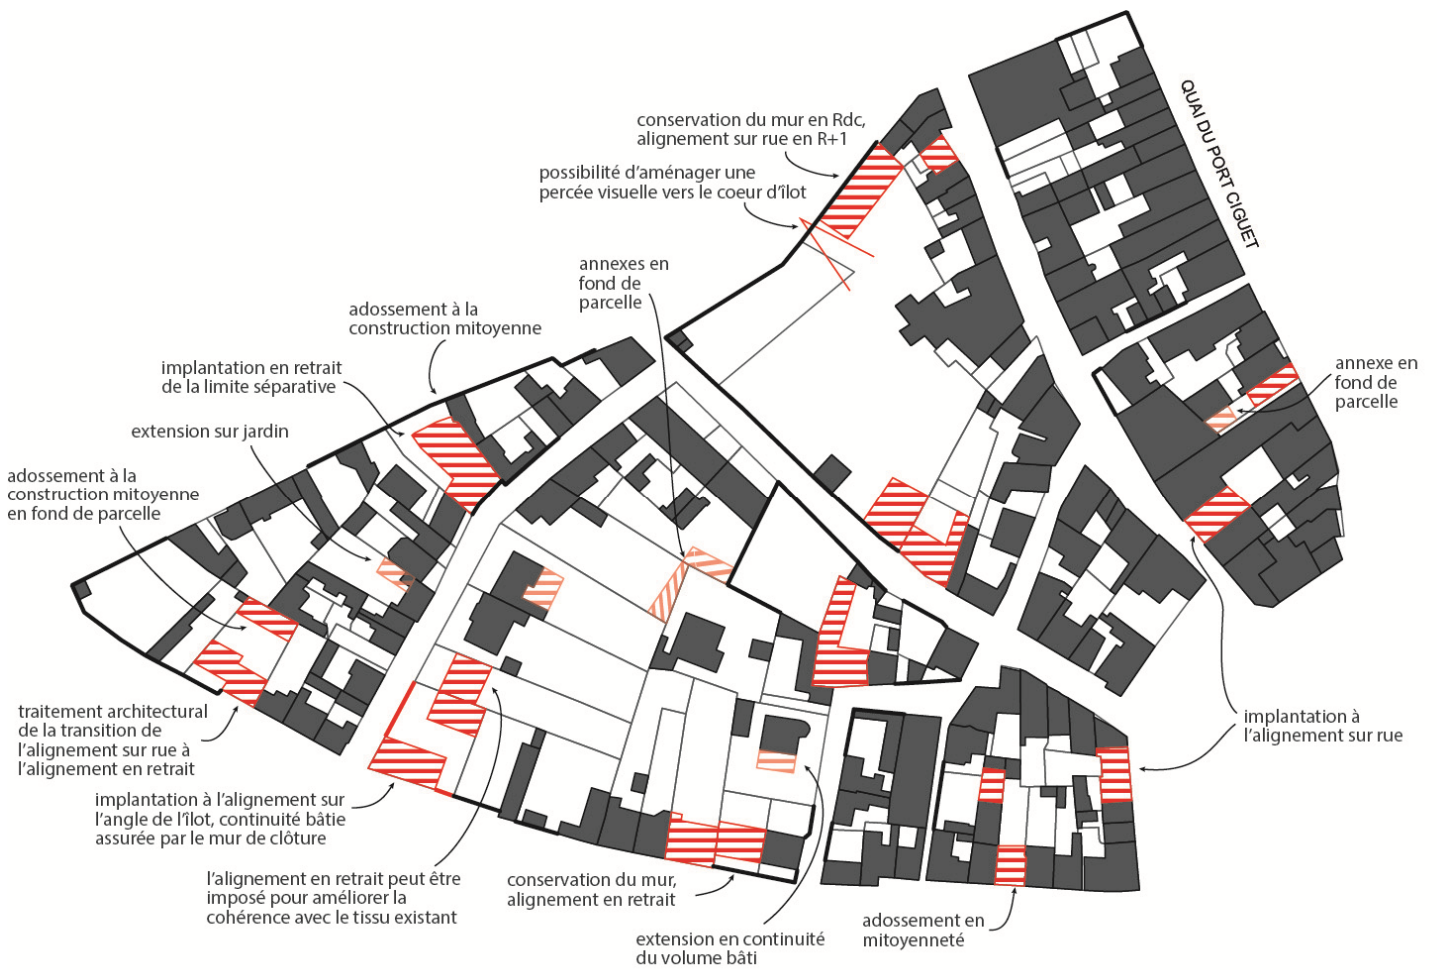 QUAI DU PORT CIGUET
conservation du mur en Rdc,
alignement sur rue en R+1
possibilité d'aménager une
percée visuelle vers le coeur d'îlot
annexes en
fond de
parcelle
adossement à la
construction mitoyenne
implantation en retrait
de la limite séparative
extension sur jardin
adossement à la
construction mitoyenne
en fond de parcelle
annexe en
fond de
parcelle
traitement architectural
de la transition de
l'alignement sur rue à
l'alignement en retrait
implantation à
l'alignement sur rue
implantation à l'alignement sur
l'angle de l'îlot, continuité bâtie
assurée par le mur de clôture
l'alignement en retrait peut être
imposé pour améliorer la
cohérence avec le tissu existant
conservation du mur,
alignement en retrait
extension en continuité
du volume bâti
adossement en
mitoyenneté